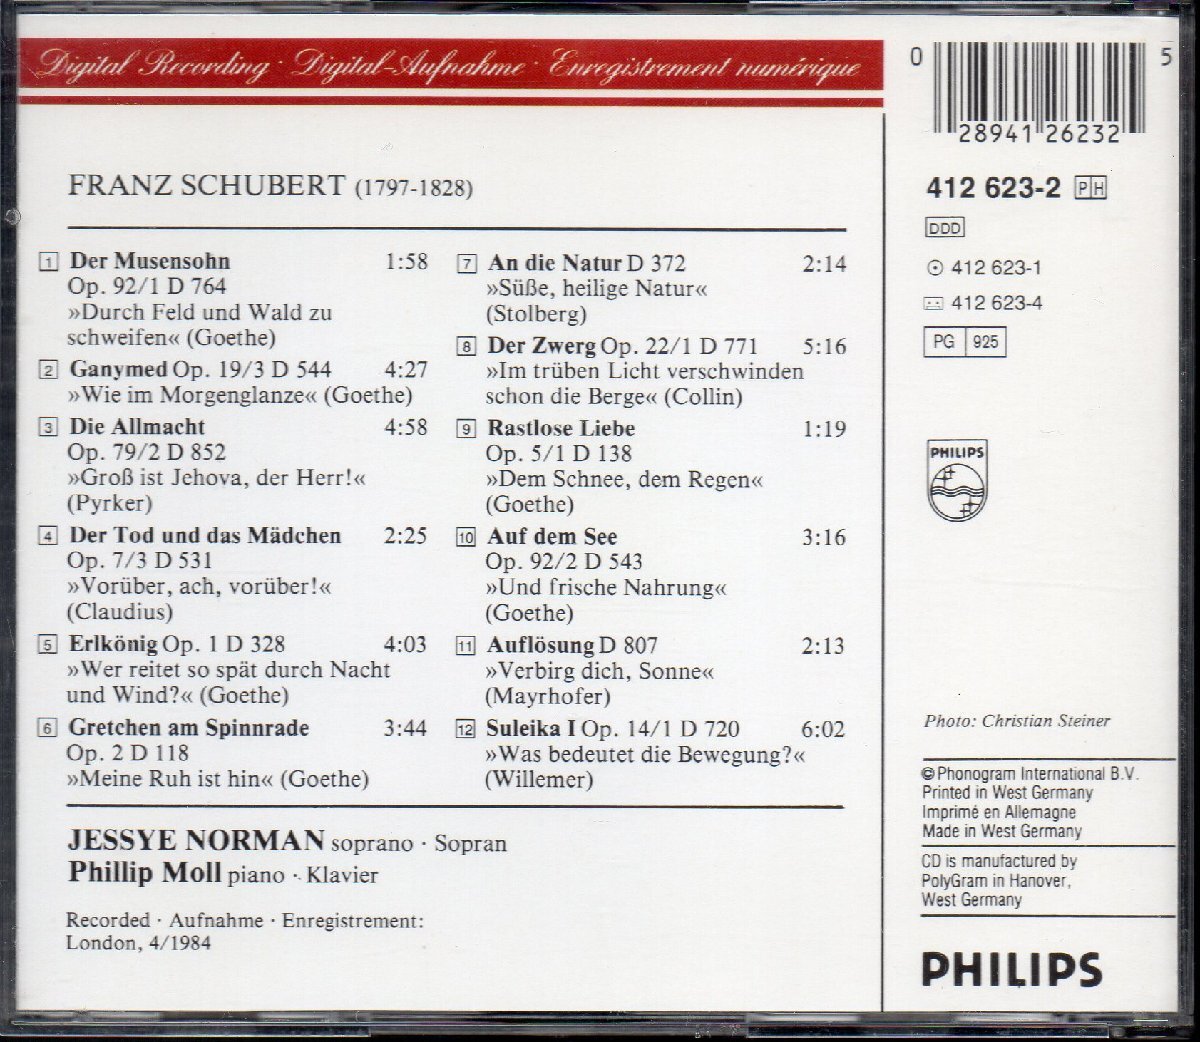 Digital Recording · Digital-Aufnahme · Enregistrement numérique
FRANZ SCHUBERT (1797-1828)
1 Der Musensohn 1:58
Op. 92/1 D 764
»Durch Feld und Wald zu
schweifen« (Goethe)
2 Ganymed Op. 19/3 D 544 4:27
»Wie im Morgenglanze« (Goethe)
3 Die Allmacht 4:58
Op. 79/2 D 852
»Groß ist Jehova, der Herr!«
(Pyrker)
4 Der Tod und das Mädchen 2:25
Op. 7/3 D 531
»Vorüber, ach, vorüber!«
(Claudius)
5 Erlkönig Op. 1 D 328 4:03
»Wer reitet so spät durch Nacht
und Wind?« (Goethe)
6 Gretchen am Spinnrade 3:44
Op. 2 D 118
»Meine Ruh ist hin« (Goethe)
7 An die Natur D 372 2:14
»Süße, heilige Natur«
(Stolberg)
8 Der Zwerg Op. 22/1 D 771 5:16
»Im trüben Licht verschwinden
schon die Berge« (Collin)
9 Rastlose Liebe 1:19
Op. 5/1 D 138
»Dem Schnee, dem Regen«
(Goethe)
10 Auf dem See 3:16
Op. 92/2 D 543
»Und frische Nahrung«
(Goethe)
11 Auflösung D 807 2:13
»Verbirg dich, Sonne«
(Mayrhofer)
12 Suleika I Op. 14/1 D 720 6:02
»Was bedeutet die Bewegung?«
(Willemer)
JESSYE NORMAN soprano · Sopran
Phillip Moll piano · Klavier
Recorded · Aufnahme · Enregistrement:
London, 4/1984
0 28941 26232 5
412 623-2 PH
DDD
412 623-1
412 623-4
PG 925
PHILIPS
Photo: Christian Steiner
℗ Phonogram International B.V.
Printed in West Germany
Imprimé en Allemagne
Made in West Germany
CD is manufactured by
PolyGram in Hanover,
West Germany
PHILIPS